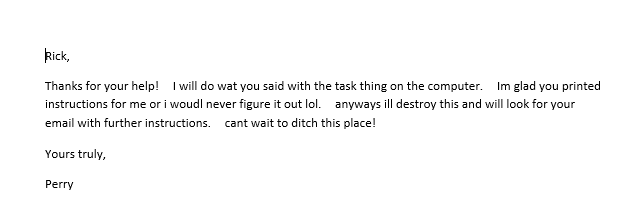 Rick,
Thanks for your help!    I will do wat you said with the task thing on the computer.    Im glad you printed
instructions for me or i woudl never figure it out lol.    anyways ill destroy this and will look for your
email with further instructions.    cant wait to ditch this place!
Yours truly,
Perry